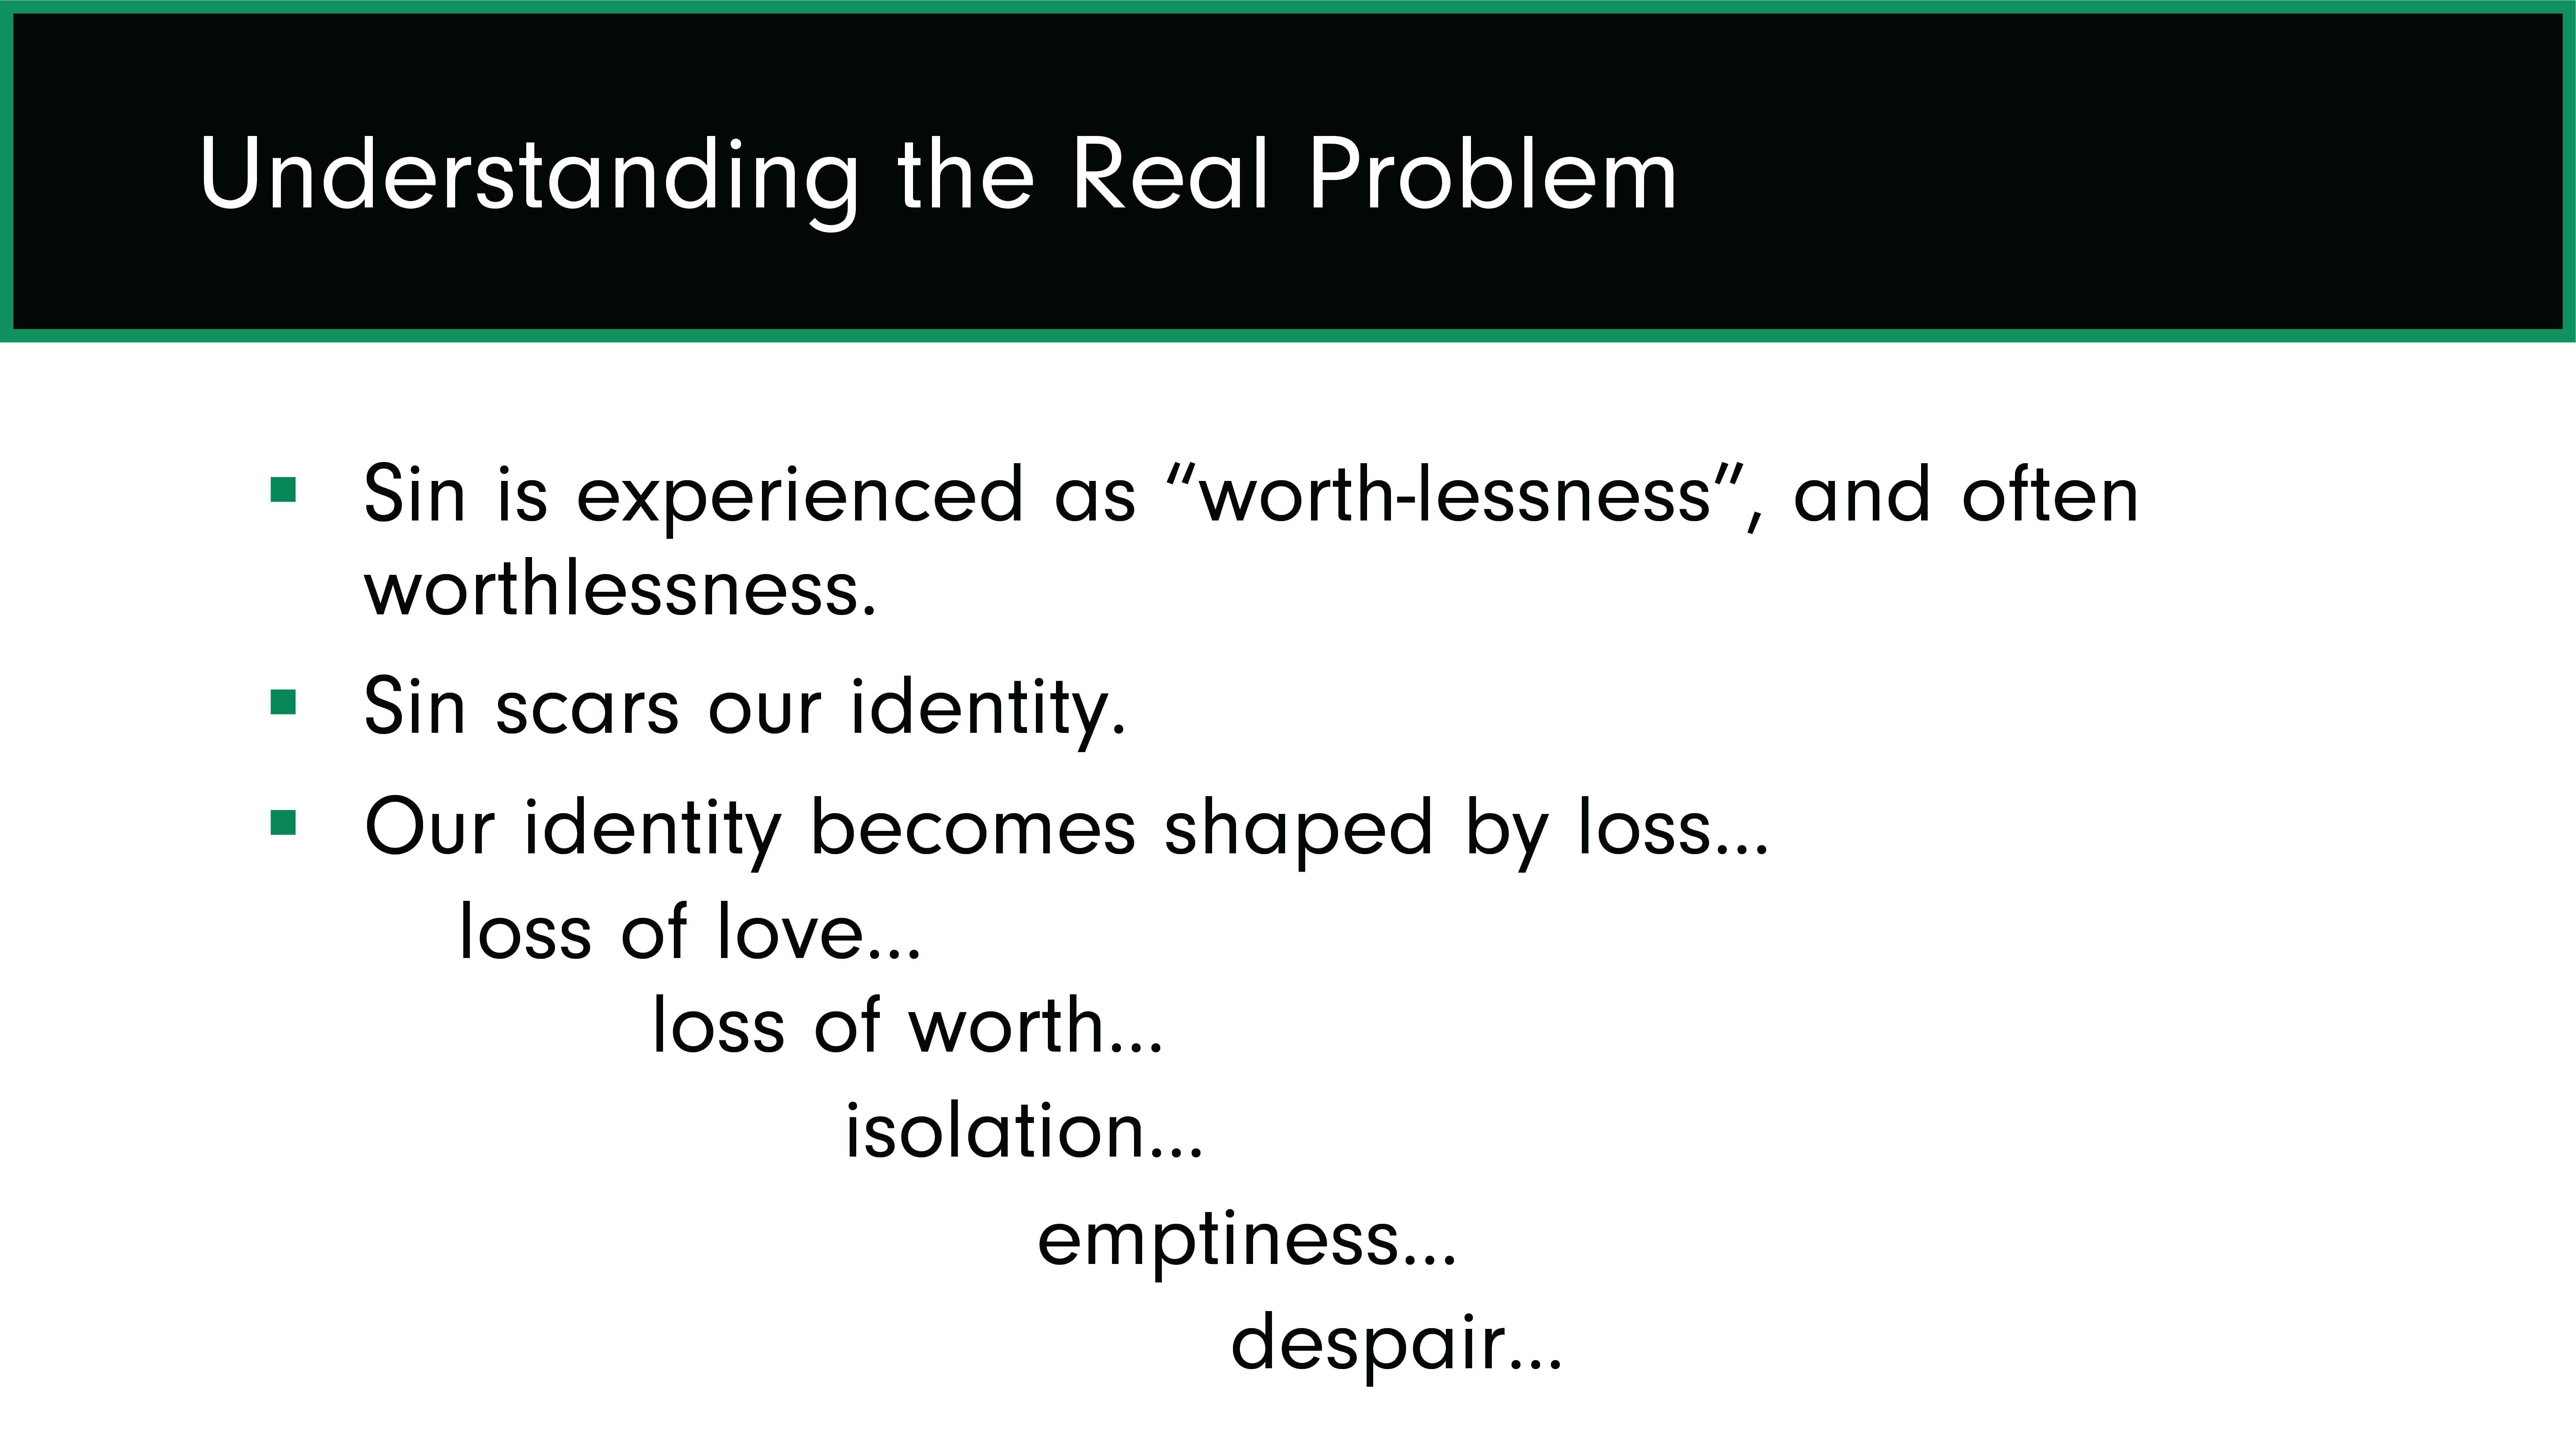 Understanding the Real Problem
▪ Sin is experienced as “worth-lessness”, and often
worthlessness.
▪ Sin scars our identity.
▪ Our identity becomes shaped by loss...
loss of love...
loss of worth...
isolation...
emptiness...
despair...